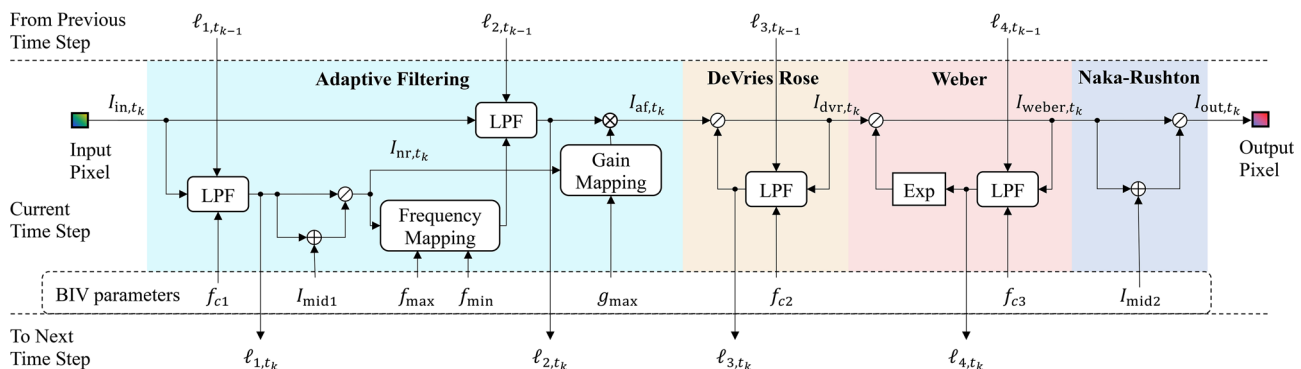 From Previous
Time Step
ℓ1,tk−1
ℓ2,tk−1
ℓ3,tk−1
ℓ4,tk−1
Adaptive Filtering
DeVries Rose
Weber
Naka-Rushton
Iin,tk
Iaf,tk
Idvr,tk
Iweber,tk
Iout,tk
LPF
Input
Pixel
Inr,tk
Gain
Mapping
Output
Pixel
LPF
LPF
Exp
LPF
Current
Time Step
Frequency
Mapping
BIV parameters
fc1
Imid1
fmax
fmin
gmax
fc2
fc3
Imid2
To Next
Time Step
ℓ1,tk
ℓ2,tk
ℓ3,tk
ℓ4,tk